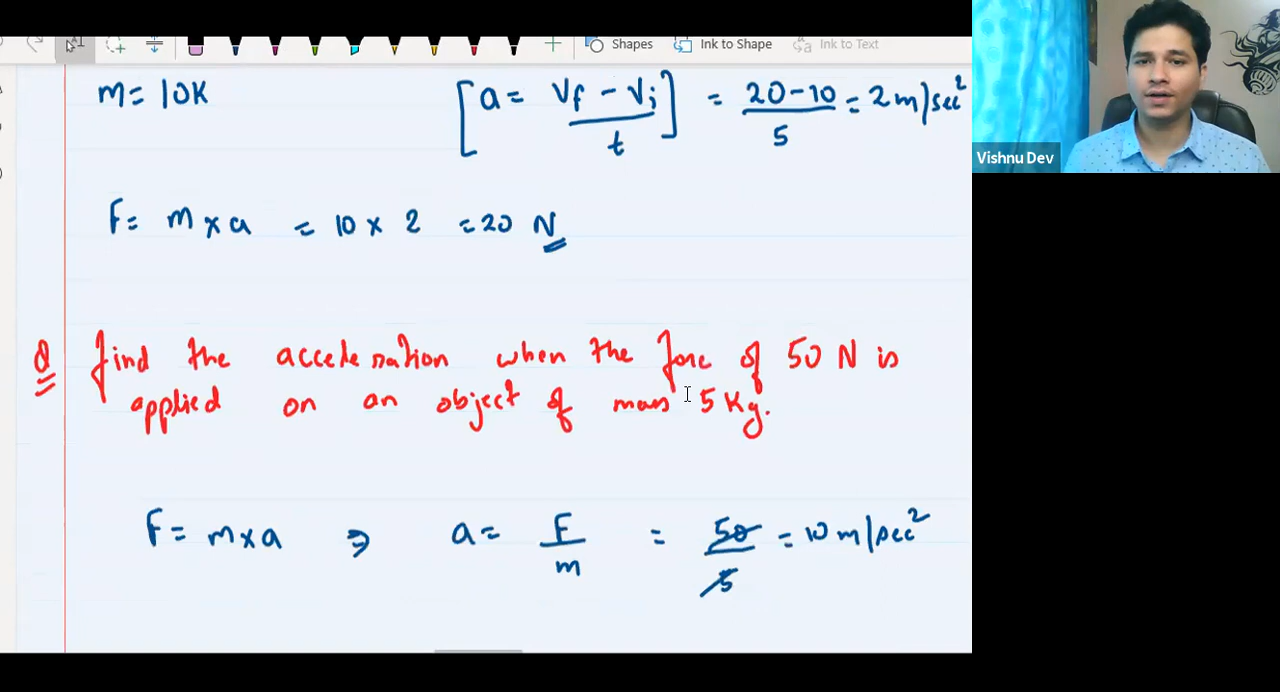 Shapes Ink to Shape Ink to Text
m = 10K
[a = Vf - Vi / t] = 20-10 / 5 = 2 m/sec²
Vishnu Dev
F = m × a = 10 × 2 = 20 N
Q find the acceleration when the forc of 50 N is
applied on an object of mass 5 Kg.
F = m×a ⇒ a = F / m = 50 / 5 = 10 m/sec²